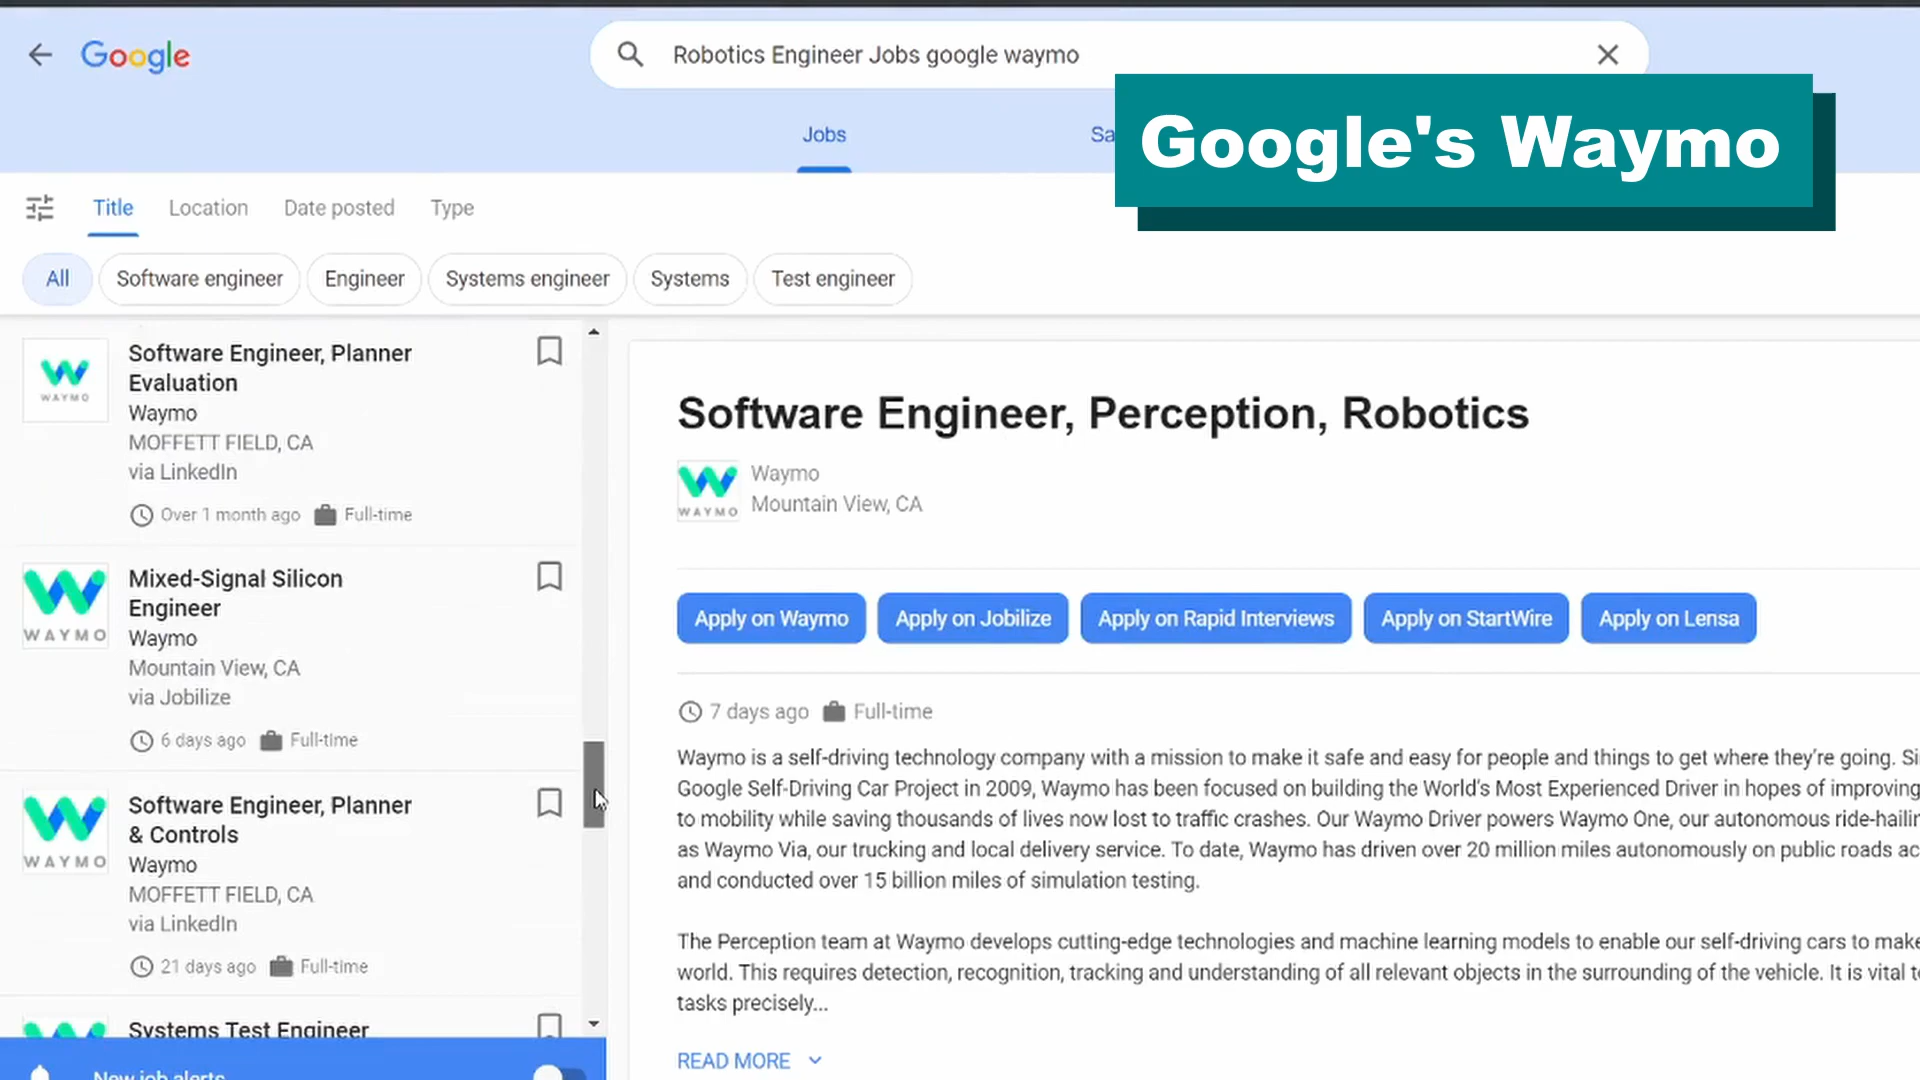 Google
Robotics Engineer Jobs google waymo
Google's Waymo
Jobs
Title Location Date posted Type
All Software engineer Engineer Systems engineer Systems Test engineer
Software Engineer, Planner
Evaluation
Waymo
MOFFETT FIELD, CA
via LinkedIn
Over 1 month ago Full-time
WAYMO
Mixed-Signal Silicon
Engineer
Waymo
Mountain View, CA
via Jobilize
6 days ago Full-time
WAYMO
Software Engineer, Planner
& Controls
Waymo
MOFFETT FIELD, CA
via LinkedIn
21 days ago Full-time
WAYMO
Systems Test Engineer
New job alerts
Software Engineer, Perception, Robotics
WAYMO
Waymo
Mountain View, CA
Apply on Waymo Apply on Jobilize Apply on Rapid Interviews Apply on StartWire Apply on Lensa
7 days ago Full-time
Waymo is a self-driving technology company with a mission to make it safe and easy for people and things to get where they're going.
Google Self-Driving Car Project in 2009, Waymo has been focused on building the World's Most Experienced Driver in hopes of improving
to mobility while saving thousands of lives now lost to traffic crashes. Our Waymo Driver powers Waymo One, our autonomous
as Waymo Via, our trucking and local delivery service. To date, Waymo has driven over 20 million miles autonomously on public roads
and conducted over 15 billion miles of simulation testing.
The Perception team at Waymo develops cutting-edge technologies and machine learning models to enable our self-driving cars to
world. This requires detection, recognition, tracking and understanding of all relevant objects in the surrounding of the vehicle. It is vital
tasks precisely...
READ MORE